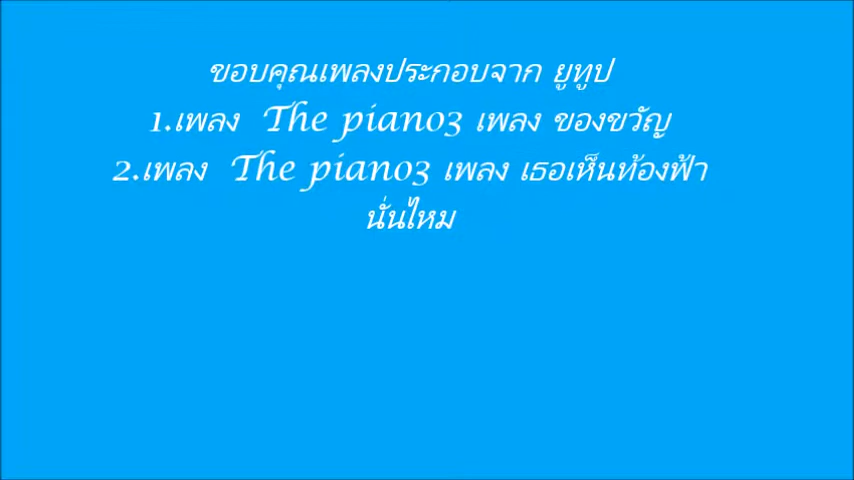 ขอบคุณเพลงประกอบจาก ยูทูป
1.เพลง The piano3 เพลง ของขวัญ
2.เพลง The piano3 เพลง เธอเห็นท้องฟ้า
นั่นไหม